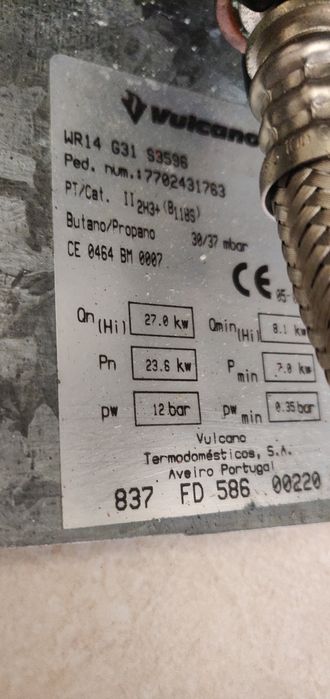 Vulcano
WR14 G31 S3596
Ped. num.:7702431763
PT/Cat. II2H3+ (B11BS)
Butano/Propano 30/37 mbar
CE 0464 BM 0007
CE
05-
Qn(Hi) 27.0 kw Qmin(Hi) 8.1 kw
Pn 23.6 kw Pmin 7.0 kw
pw 12 bar pw min 0.35 bar
Vulcano
Termodomésticos, S.A.
Aveiro Portugal
837 FD 586 00220